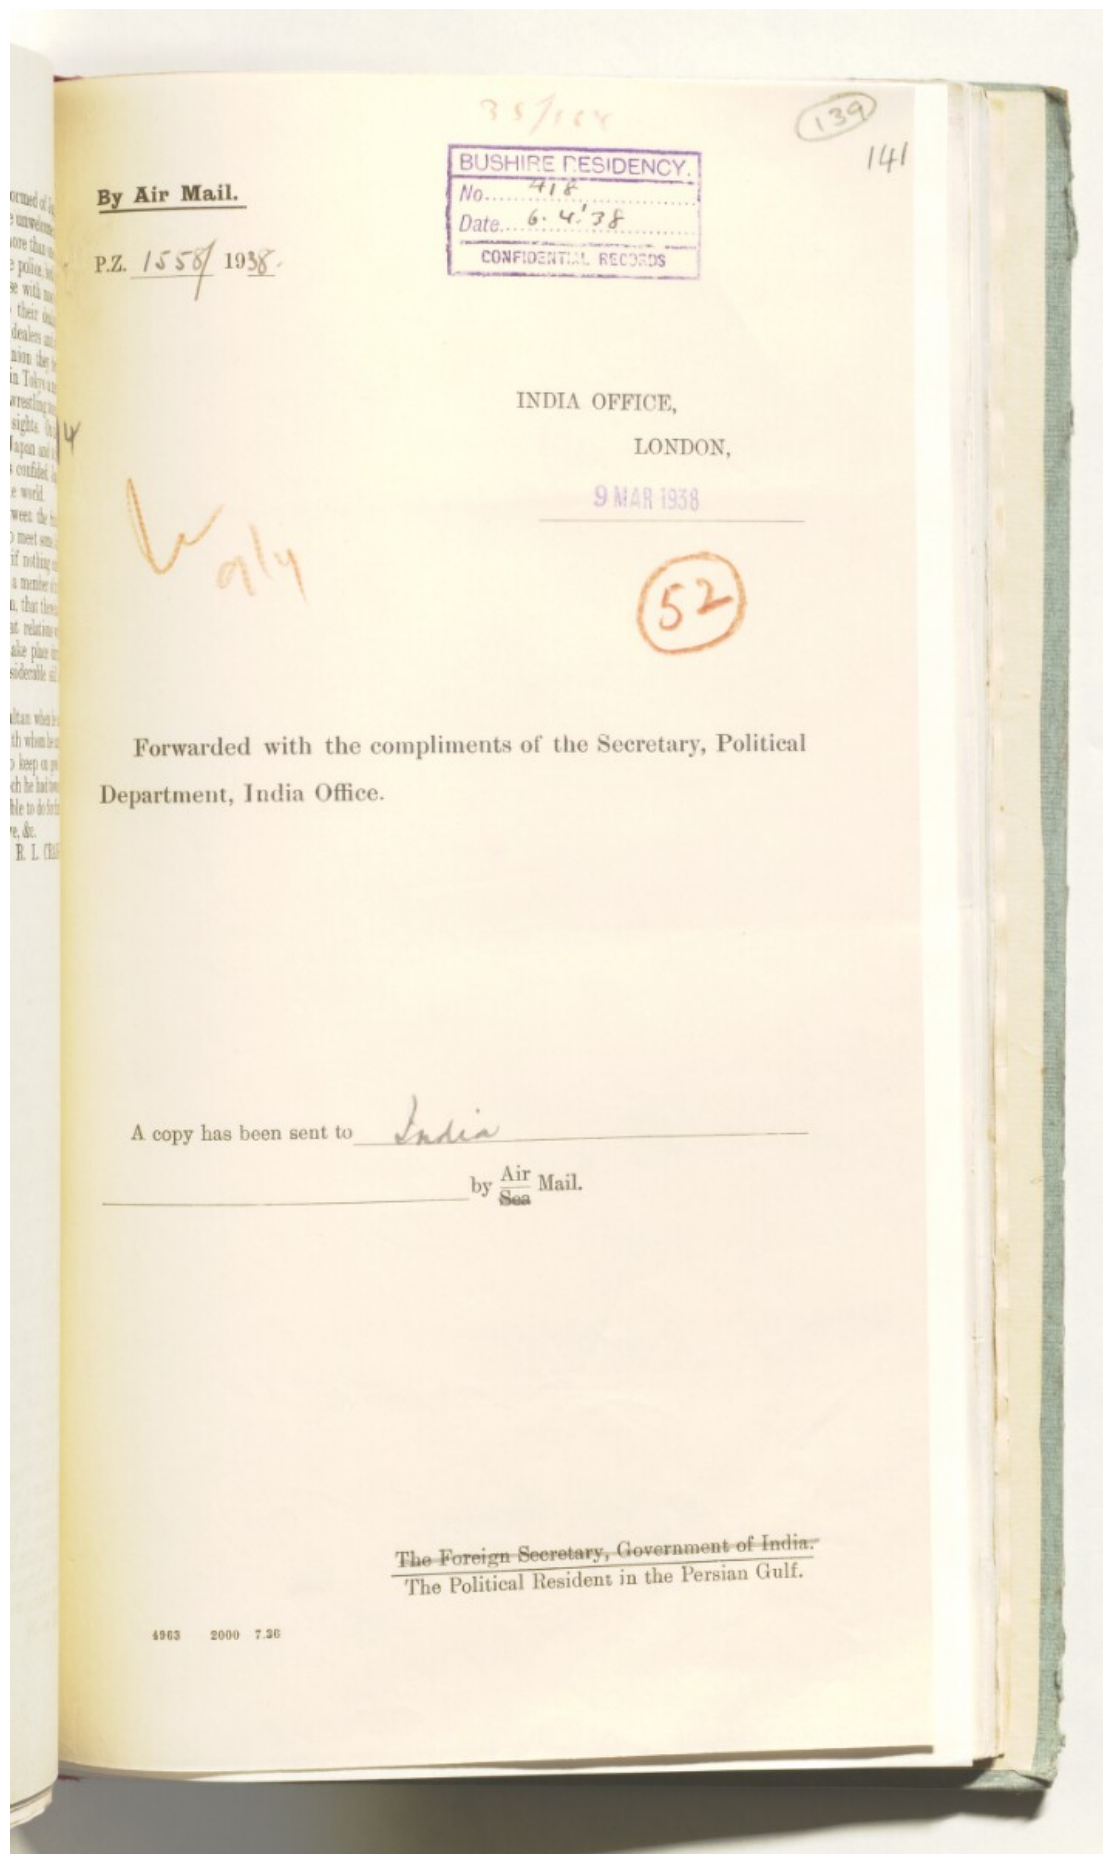 139
141
BUSHIRE RESIDENCY.
No. 418
Date. 6. 4. '38
CONFIDENTIAL RECORDS
By Air Mail.
P.Z. 1558/ 1938.
INDIA OFFICE,
LONDON,
9 MAR 1938
9/4
52
Forwarded with the compliments of the Secretary, Political
Department, India Office.
A copy has been sent to India
by Air Mail.
Sea
The Foreign Secretary, Government of India.
The Political Resident in the Persian Gulf.
4963 2000 7.36